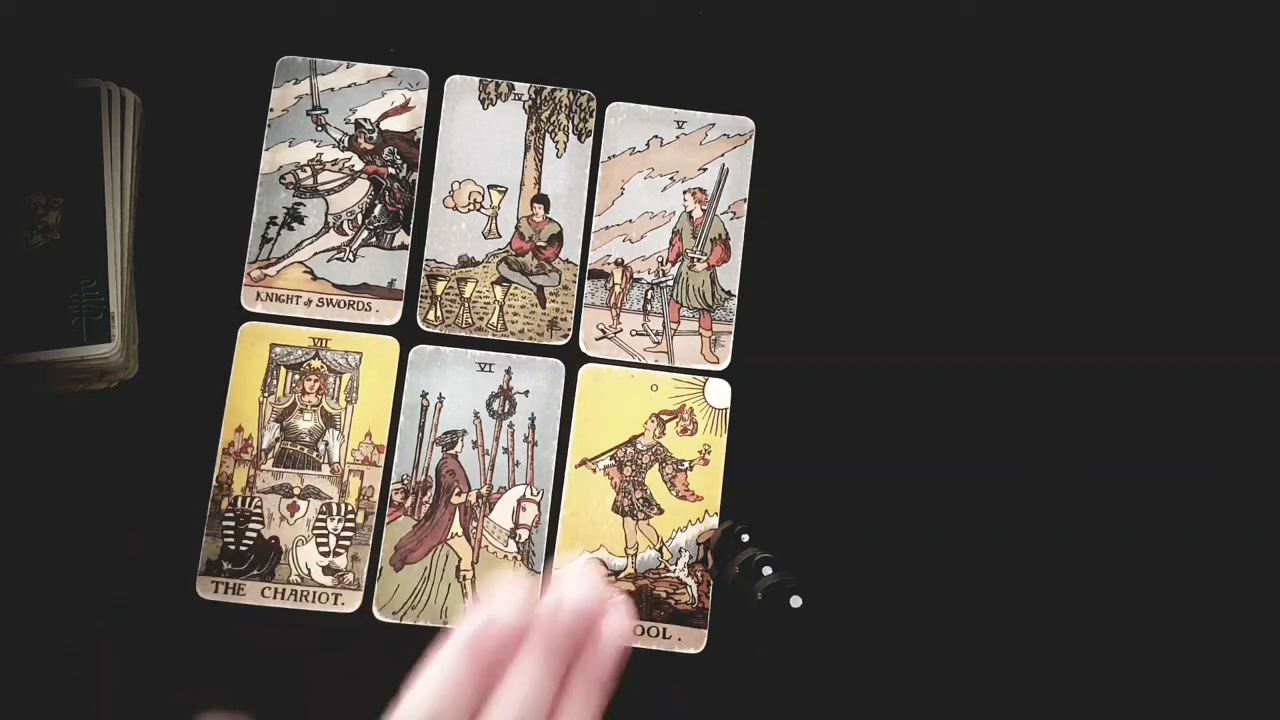 IV
V
KNIGHT of SWORDS.
VII
VI
0
THE CHARIOT.
OOL.